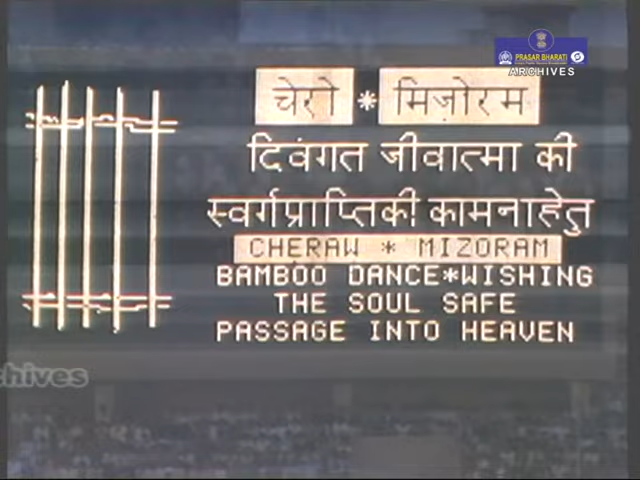 PRASAR BHARATI
ARCHIVES
चेरो * मिज़ोरम
दिवंगत जीवात्मा की
स्वर्गप्राप्तिकी कामनाहेतु
CHERAW * MIZORAM
BAMBOO DANCE*WISHING
THE SOUL SAFE
PASSAGE INTO HEAVEN
chives